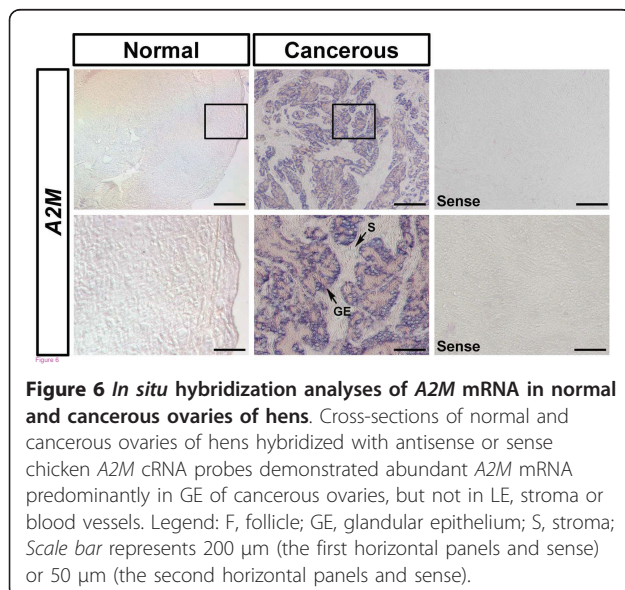 Normal
Cancerous
A2M
Sense
S
GE
Sense
Figure 6
Figure 6 In situ hybridization analyses of A2M mRNA in normal
and cancerous ovaries of hens. Cross-sections of normal and
cancerous ovaries of hens hybridized with antisense or sense
chicken A2M cRNA probes demonstrated abundant A2M mRNA
predominantly in GE of cancerous ovaries, but not in LE, stroma or
blood vessels. Legend: F, follicle; GE, glandular epithelium; S, stroma;
Scale bar represents 200 μm (the first horizontal panels and sense)
or 50 μm (the second horizontal panels and sense).